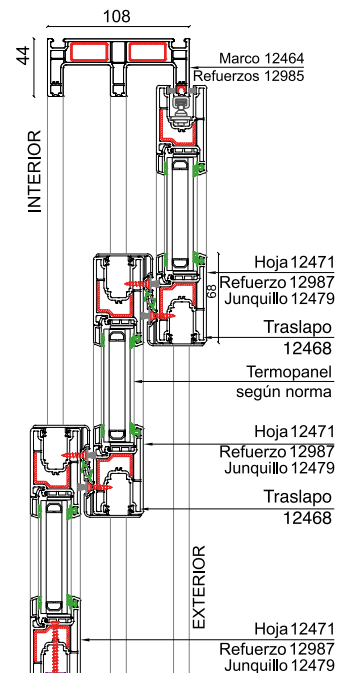 108
44
Marco 12464
Refuerzos 12985
INTERIOR
Hoja 12471
Refuerzo 12987
Junquillo 12479
68
Traslapo
12468
Termopanel
según norma
Hoja 12471
Refuerzo 12987
Junquillo 12479
Traslapo
12468
EXTERIOR
Hoja 12471
Refuerzo 12987
Junquillo 12479